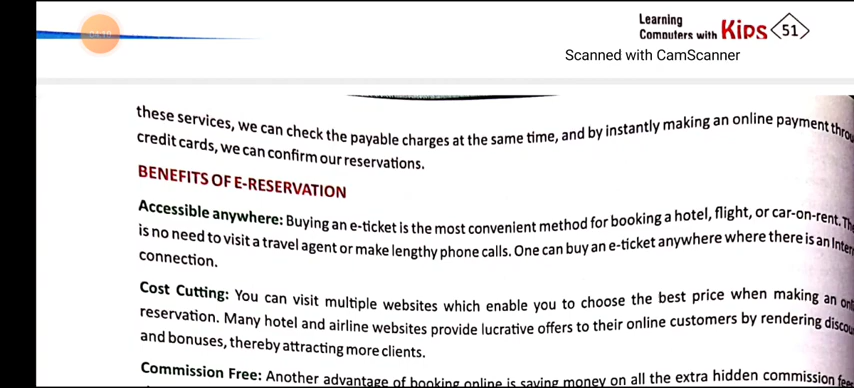 Learning
Computers with Kips 51
Scanned with CamScanner
these services, we can check the payable charges at the same time, and by instantly making an online payment
credit cards, we can confirm our reservations.
BENEFITS OF E-RESERVATION
Accessible anywhere: Buying an e-ticket is the most convenient method for booking a hotel, flight, or car-on-rent.
is no need to visit a travel agent or make lengthy phone calls. One can buy an e-ticket anywhere where there is an
connection.
Cost Cutting: You can visit multiple websites which enable you to choose the best price when making an
reservation. Many hotel and airline websites provide lucrative offers to their online customers by rendering
and bonuses, thereby attracting more clients.
Commission Free: Another advantage of booking online is saving money on all the extra hidden commission